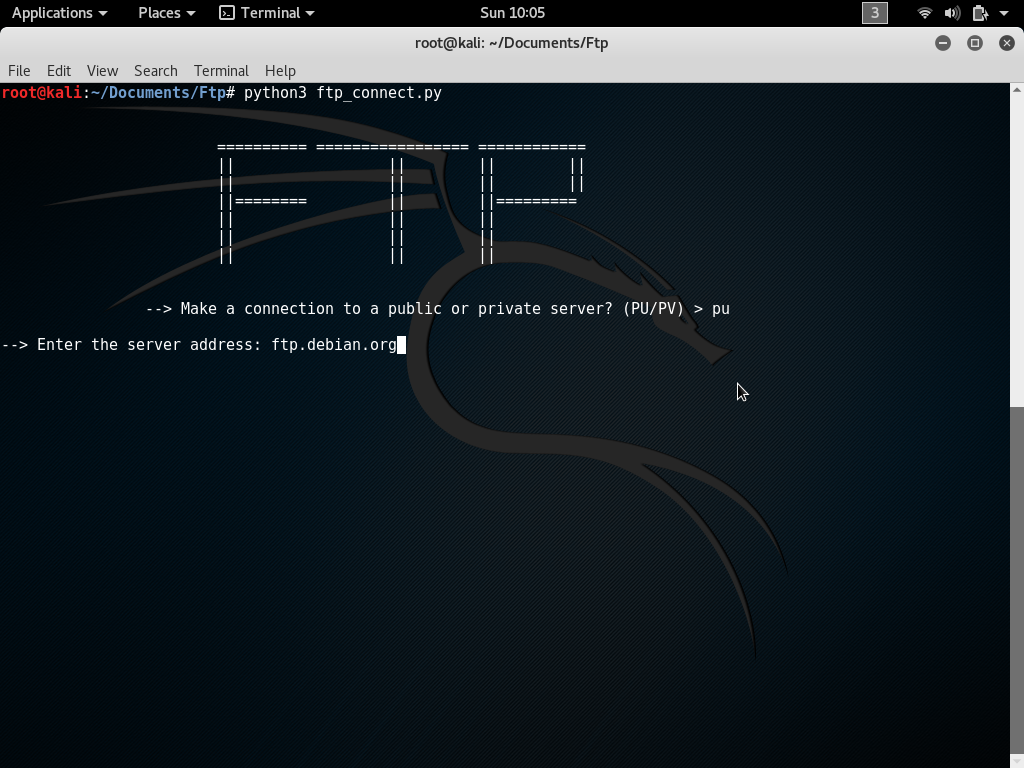 Applications Places Terminal Sun 10:05 3
root@kali: ~/Documents/Ftp
File Edit View Search Terminal Help
root@kali:~/Documents/Ftp# python3 ftp_connect.py
========== ================= ============
|| || || ||
|| || || ||
||======== || ||=========
|| || ||
|| || ||
|| || ||
--> Make a connection to a public or private server? (PU/PV) > pu
--> Enter the server address: ftp.debian.org